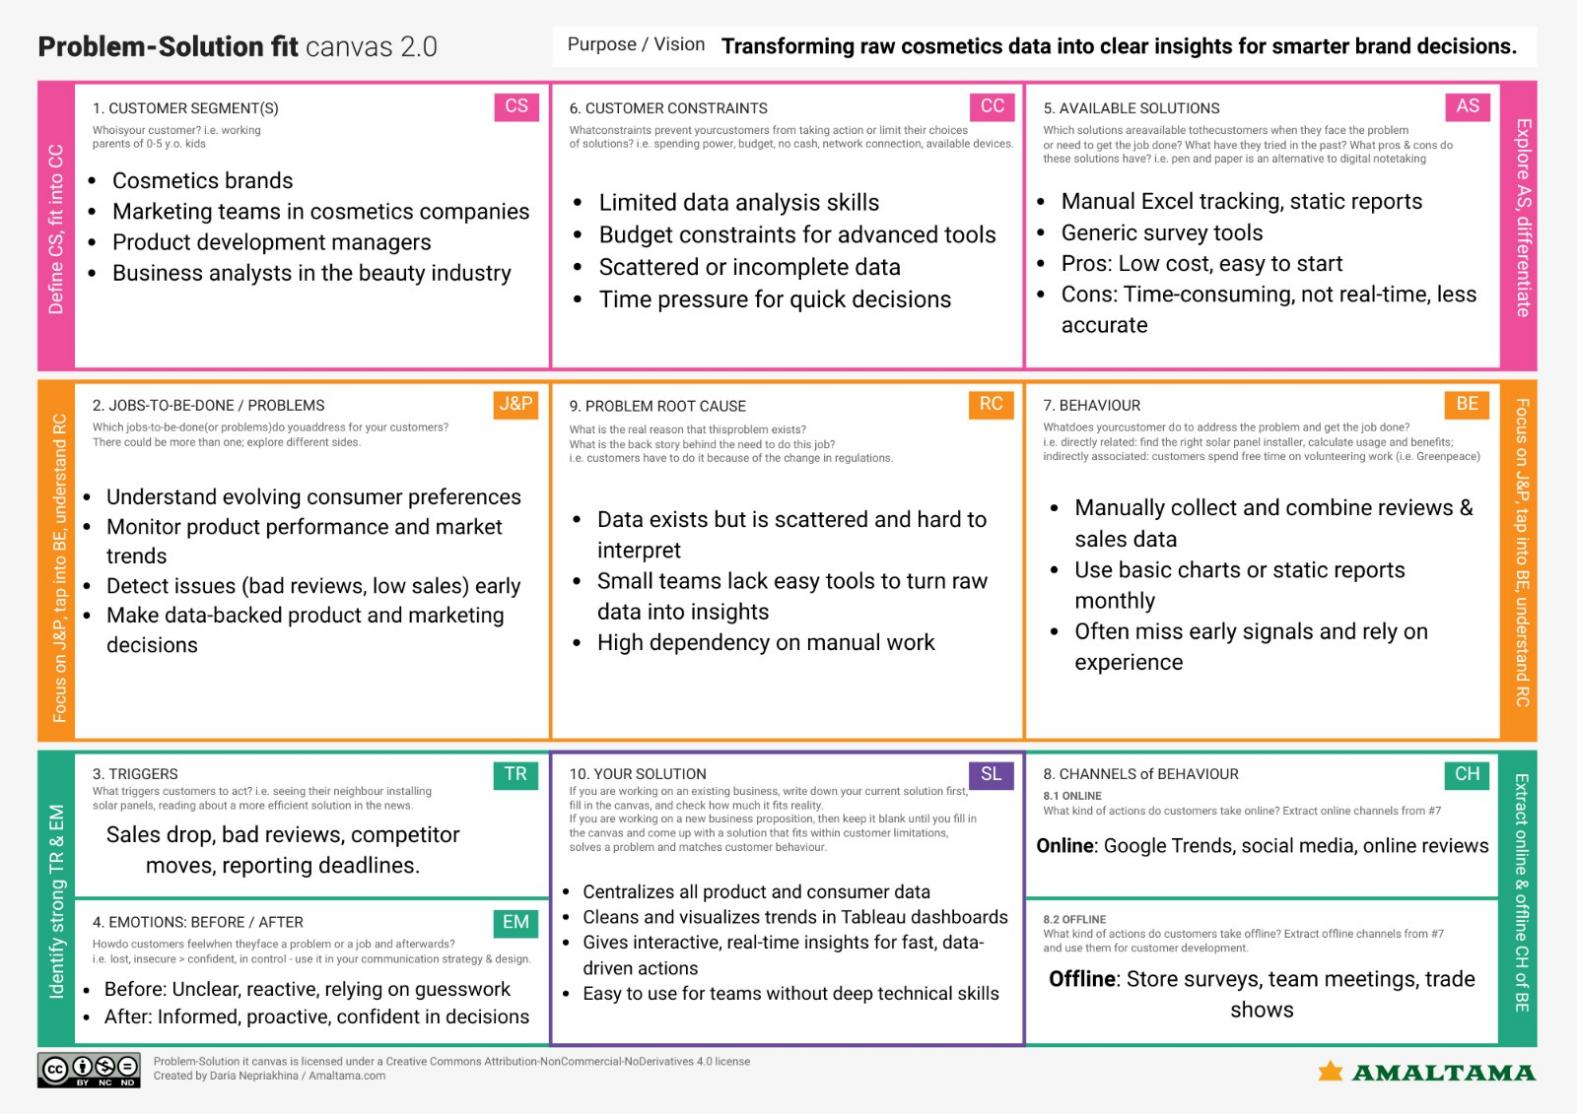 Problem-Solution fit canvas 2.0
Purpose / Vision Transforming raw cosmetics data into clear insights for smarter brand decisions.
Define CS, fit into CC
1. CUSTOMER SEGMENT(S)
CS
Whoisyour customer? i.e. working
parents of 0-5 y.o. kids
• Cosmetics brands
• Marketing teams in cosmetics companies
• Product development managers
• Business analysts in the beauty industry
6. CUSTOMER CONSTRAINTS
CC
Whatconstraints prevent yourcustomers from taking action or limit their choices
of solutions? i.e. spending power, budget, no cash, network connection, available devices.
• Limited data analysis skills
• Budget constraints for advanced tools
• Scattered or incomplete data
• Time pressure for quick decisions
5. AVAILABLE SOLUTIONS
AS
Which solutions areavailable tothecustomers when they face the problem
or need to get the job done? What have they tried in the past? What pros & cons do
these solutions have? i.e. pen and paper is an alternative to digital notetaking
• Manual Excel tracking, static reports
• Generic survey tools
• Pros: Low cost, easy to start
• Cons: Time-consuming, not real-time, less
accurate
Explore AS, differentiate
Focus on J&P, tap into BE, understand RC
2. JOBS-TO-BE-DONE / PROBLEMS
J&P
Which jobs-to-be-done(or problems)do youaddress for your customers?
There could be more than one; explore different sides.
• Understand evolving consumer preferences
• Monitor product performance and market
trends
• Detect issues (bad reviews, low sales) early
• Make data-backed product and marketing
decisions
9. PROBLEM ROOT CAUSE
RC
What is the real reason that thisproblem exists?
What is the back story behind the need to do this job?
i.e. customers have to do it because of the change in regulations.
• Data exists but is scattered and hard to
interpret
• Small teams lack easy tools to turn raw
data into insights
• High dependency on manual work
7. BEHAVIOUR
BE
Whatdoes yourcustomer do to address the problem and get the job done?
i.e. directly related: find the right solar panel installer, calculate usage and benefits;
indirectly associated: customers spend free time on volunteering work (i.e. Greenpeace)
• Manually collect and combine reviews &
sales data
• Use basic charts or static reports
monthly
• Often miss early signals and rely on
experience
Focus on J&P, tap into BE, understand RC
Identify strong TR & EM
3. TRIGGERS
TR
What triggers customers to act? i.e. seeing their neighbour installing
solar panels, reading about a more efficient solution in the news.
Sales drop, bad reviews, competitor
moves, reporting deadlines.
4. EMOTIONS: BEFORE / AFTER
EM
Howdo customers feelwhen theyface a problem or a job and afterwards?
i.e. lost, insecure > confident, in control - use it in your communication strategy & design.
• Before: Unclear, reactive, relying on guesswork
• After: Informed, proactive, confident in decisions
10. YOUR SOLUTION
SL
If you are working on an existing business, write down your current solution first,
fill in the canvas, and check how much it fits reality.
If you are working on a new business proposition, then keep it blank until you fill in
the canvas and come up with a solution that fits within customer limitations,
solves a problem and matches customer behaviour.
• Centralizes all product and consumer data
• Cleans and visualizes trends in Tableau dashboards
• Gives interactive, real-time insights for fast, data-
driven actions
• Easy to use for teams without deep technical skills
8. CHANNELS of BEHAVIOUR
CH
8.1 ONLINE
What kind of actions do customers take online? Extract online channels from #7
Online: Google Trends, social media, online reviews
8.2 OFFLINE
What kind of actions do customers take offline? Extract offline channels from #7
and use them for customer development.
Offline: Store surveys, team meetings, trade
shows
Extract online & offline CH of BE
cc BY NC ND
Problem-Solution it canvas is licensed under a Creative Commons Attribution-NonCommercial-NoDerivatives 4.0 license
Created by Daria Nepriakhina / Amaltama.com
AMALTAMA